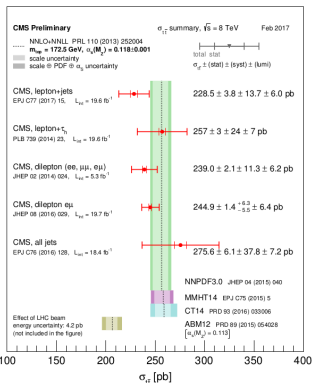 CMS Preliminary
σtt̄ summary, √s = 8 TeV
Feb 2017
NNLO+NNLL PRL 110 (2013) 252004
mtop = 172.5 GeV, αs(MZ) = 0.118±0.001
scale uncertainty
scale ⊕ PDF ⊕ αs uncertainty
total stat
σtt̄ ± (stat) ± (syst) ± (lumi)
CMS, lepton+jets
EPJ C77 (2017) 15, Lint = 19.6 fb⁻¹
228.5 ± 3.8 ± 13.7 ± 6.0 pb
CMS, lepton+τh
PLB 739 (2014) 23, Lint = 19.6 fb⁻¹
257 ± 3 ± 24 ± 7 pb
CMS, dilepton (ee, μμ, eμ)
JHEP 02 (2014) 024, Lint = 5.3 fb⁻¹
239.0 ± 2.1 ± 11.3 ± 6.2 pb
CMS, dilepton eμ
JHEP 08 (2016) 029, Lint = 19.7 fb⁻¹
244.9 ± 1.4 +6.3 −5.5 ± 6.4 pb
CMS, all jets
EPJ C76 (2016) 128, Lint = 18.4 fb⁻¹
275.6 ± 6.1 ± 37.8 ± 7.2 pb
NNPDF3.0 JHEP 04 (2015) 040
MMHT14 EPJ C75 (2015) 5
CT14 PRD 93 (2016) 033006
ABM12 PRD 89 (2015) 054028
[αs(MZ) = 0.113]
Effect of LHC beam
energy uncertainty: 4.2 pb
(not included in the figure)
100 150 200 250 300 350 400
σtt̄ [pb]